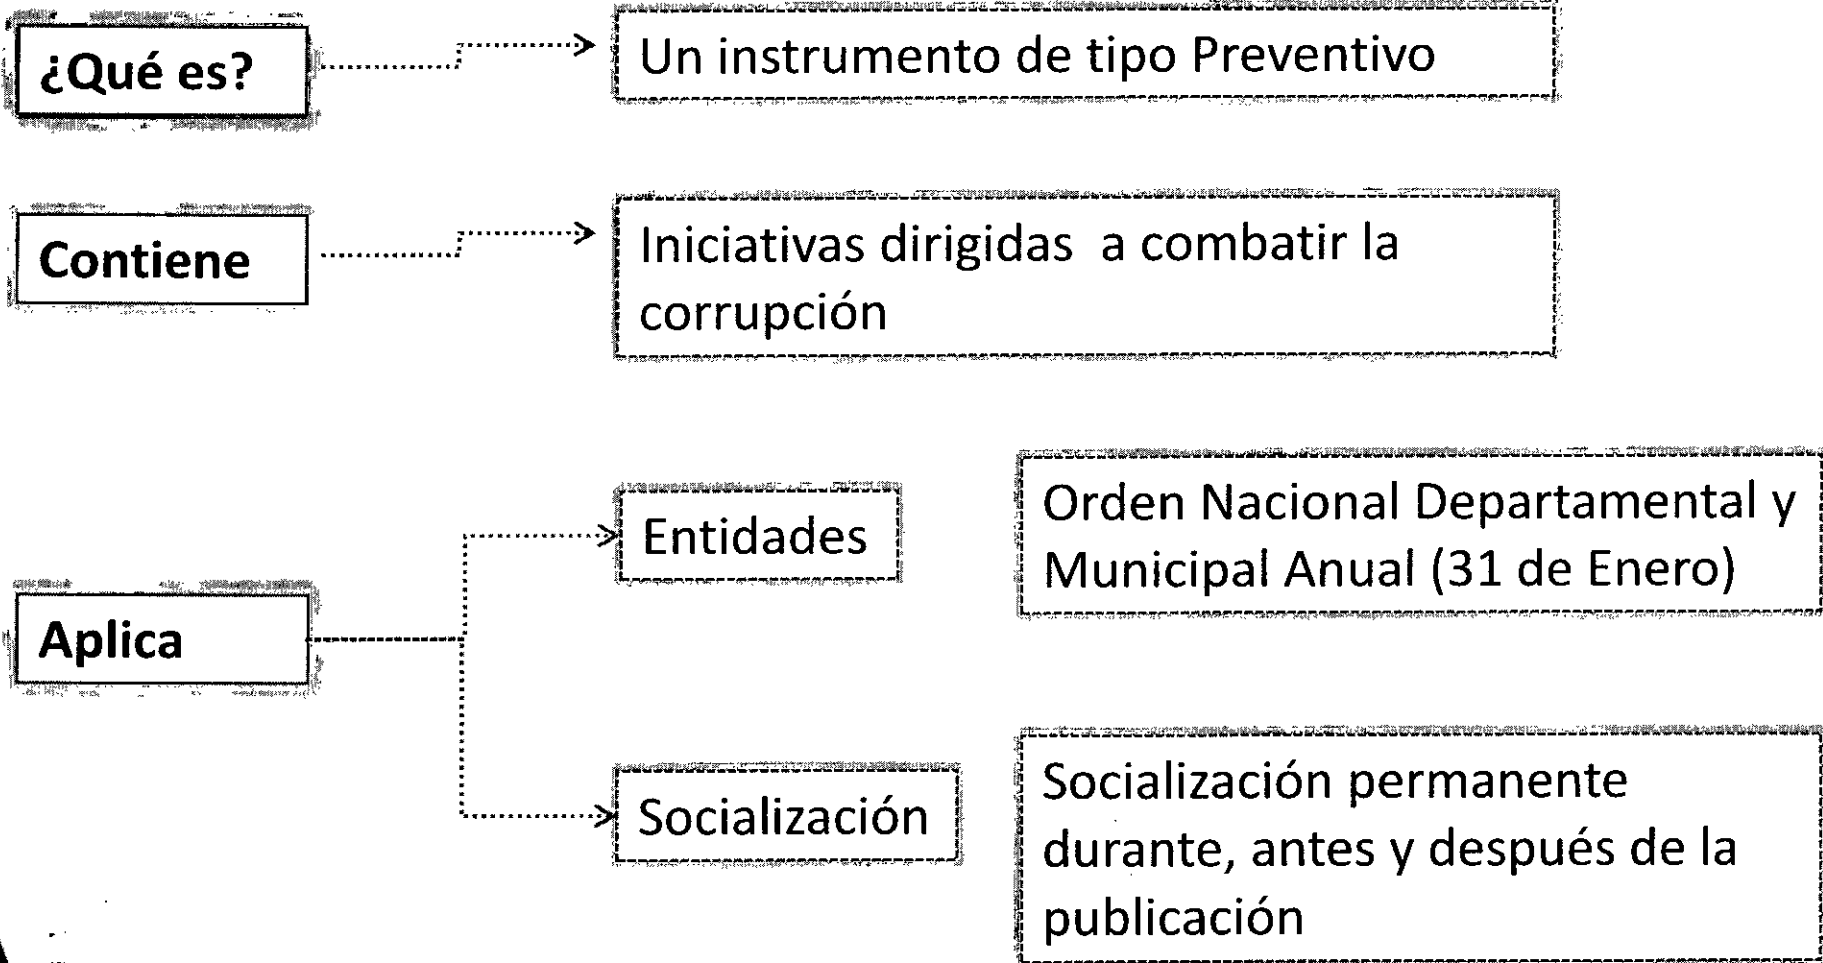 ¿Qué es?
Un instrumento de tipo Preventivo
Contiene
Iniciativas dirigidas a combatir la
corrupción
Aplica
Entidades
Orden Nacional Departamental y
Municipal Anual (31 de Enero)
Socialización
Socialización permanente
durante, antes y después de la
publicación